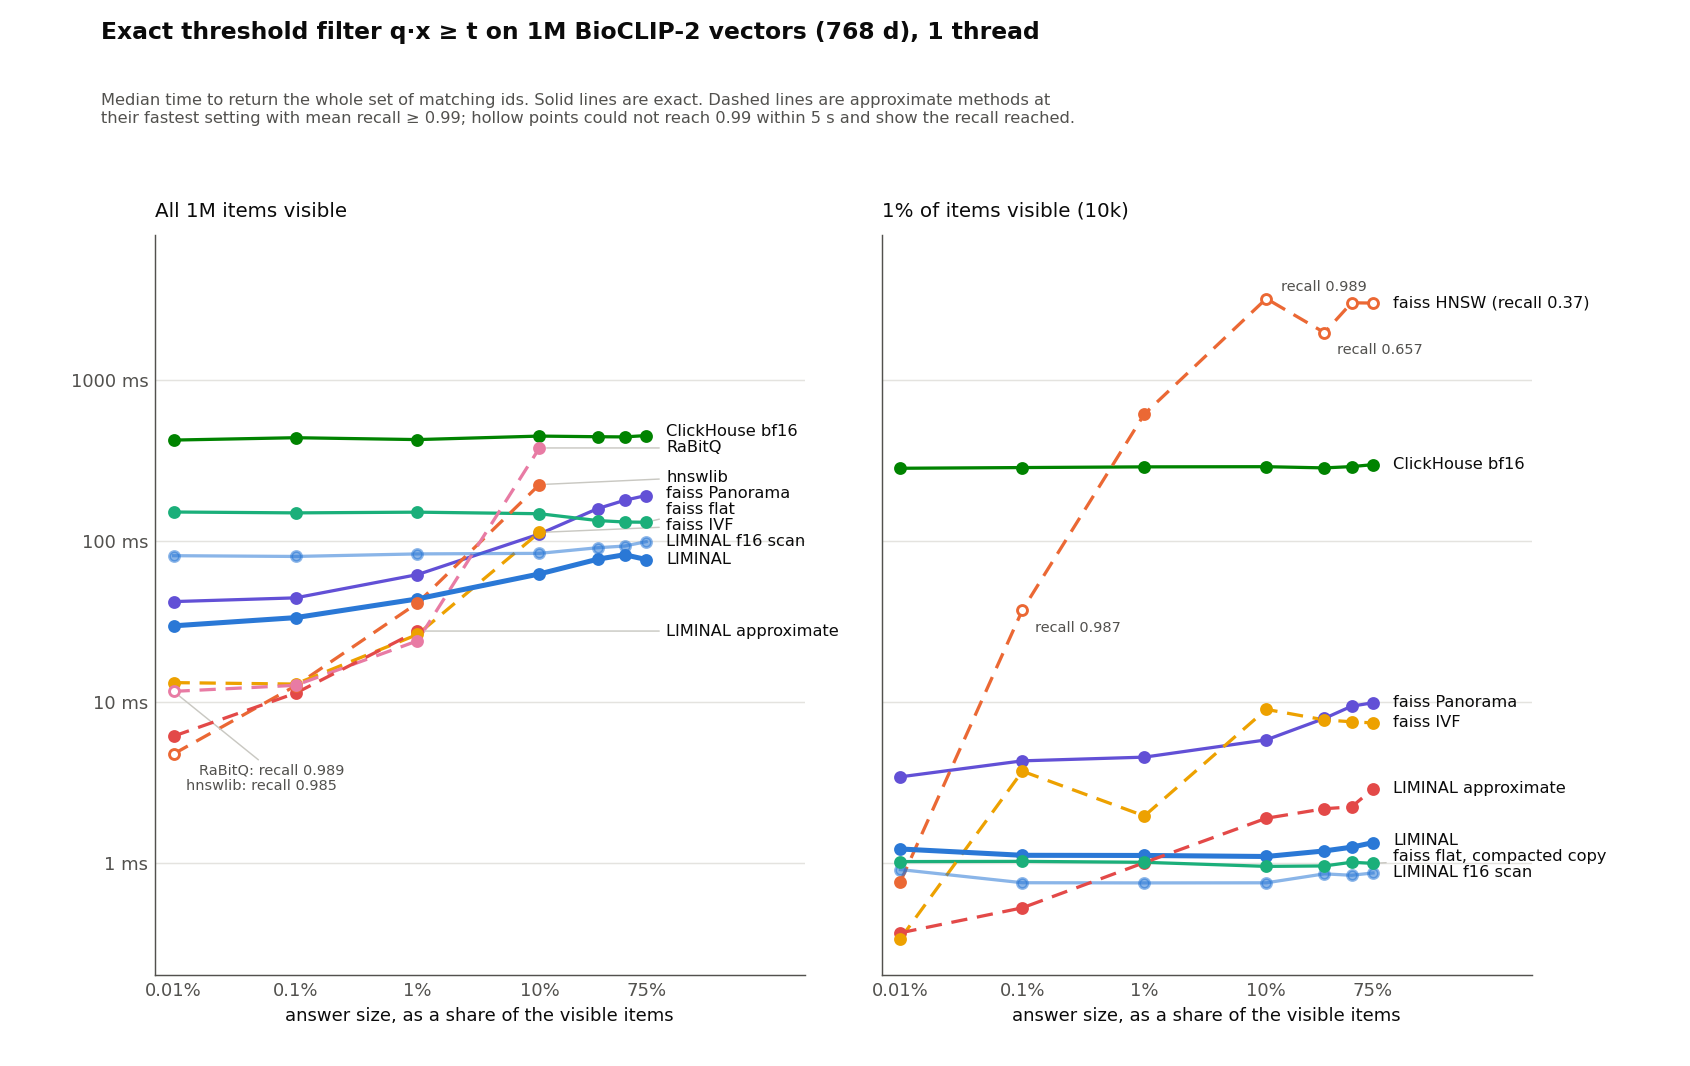 Exact threshold filter q·x ≥ t on 1M BioCLIP-2 vectors (768 d), 1 thread
Median time to return the whole set of matching ids. Solid lines are exact. Dashed lines are approximate methods at
their fastest setting with mean recall ≥ 0.99; hollow points could not reach 0.99 within 5 s and show the recall reached.
All 1M items visible
1000 ms
100 ms
10 ms
1 ms
ClickHouse bf16
RaBitQ
hnswlib
faiss Panorama
faiss flat
faiss IVF
LIMINAL f16 scan
LIMINAL
LIMINAL approximate
RaBitQ: recall 0.989
hnswlib: recall 0.985
0.01%
0.1%
1%
10%
75%
answer size, as a share of the visible items
1% of items visible (10k)
recall 0.989
faiss HNSW (recall 0.37)
recall 0.657
ClickHouse bf16
recall 0.987
faiss Panorama
faiss IVF
LIMINAL approximate
LIMINAL
faiss flat, compacted copy
LIMINAL f16 scan
0.01%
0.1%
1%
10%
75%
answer size, as a share of the visible items